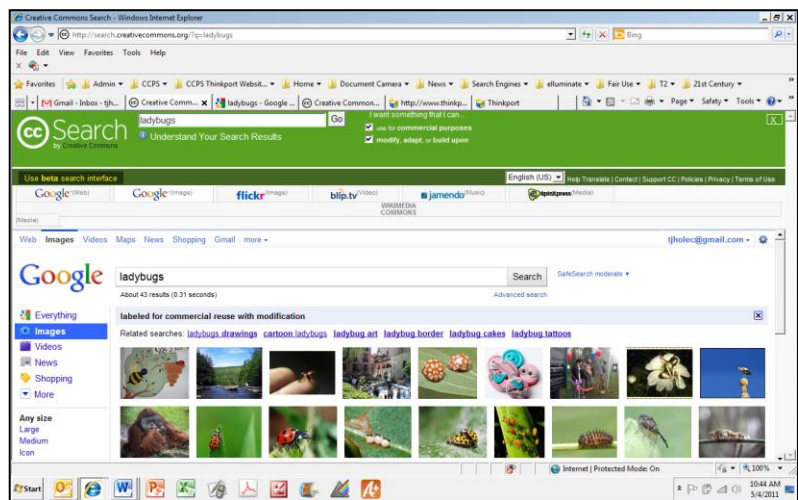 Creative Commons Search - Windows Internet Explorer
http://search.creativecommons.org/?q=ladybugs
Bing
File Edit View Favorites Tools Help
Favorites Admin CCPS CCPS Thinkport Websit... Home Document Camera News Search Engines elluminate Fair Use T2 21st Century
Gmail - Inbox - tjh... Creative Comm... ladybugs - Google ... Creative Common... http://www.thinkp... Thinkport Page Safety Tools
cc Search
by Creative Commons
ladybugs Go
Understand Your Search Results
I want something that I can...
use for commercial purposes
modify, adapt, or build upon
Use beta search interface English (US) Help Translate | Contact | Support CC | Policies | Privacy | Terms of Use
Google (Web) Google (Image) flickr (Image) blip.tv (Video) jamendo (Music) SpinXpress (Media)
WIKIMEDIA
COMMONS
(Media)
Web Images Videos Maps News Shopping Gmail more tjholec@gmail.com
Google ladybugs Search SafeSearch moderate
About 43 results (0.31 seconds) Advanced search
Everything
Images
Videos
News
Shopping
More
Any size
Large
Medium
Icon
labeled for commercial reuse with modification
Related searches: ladybugs drawings cartoon ladybugs ladybug art ladybug border ladybug cakes ladybug tattoos
Internet | Protected Mode: On 100%
Start 10:44 AM
5/4/2011